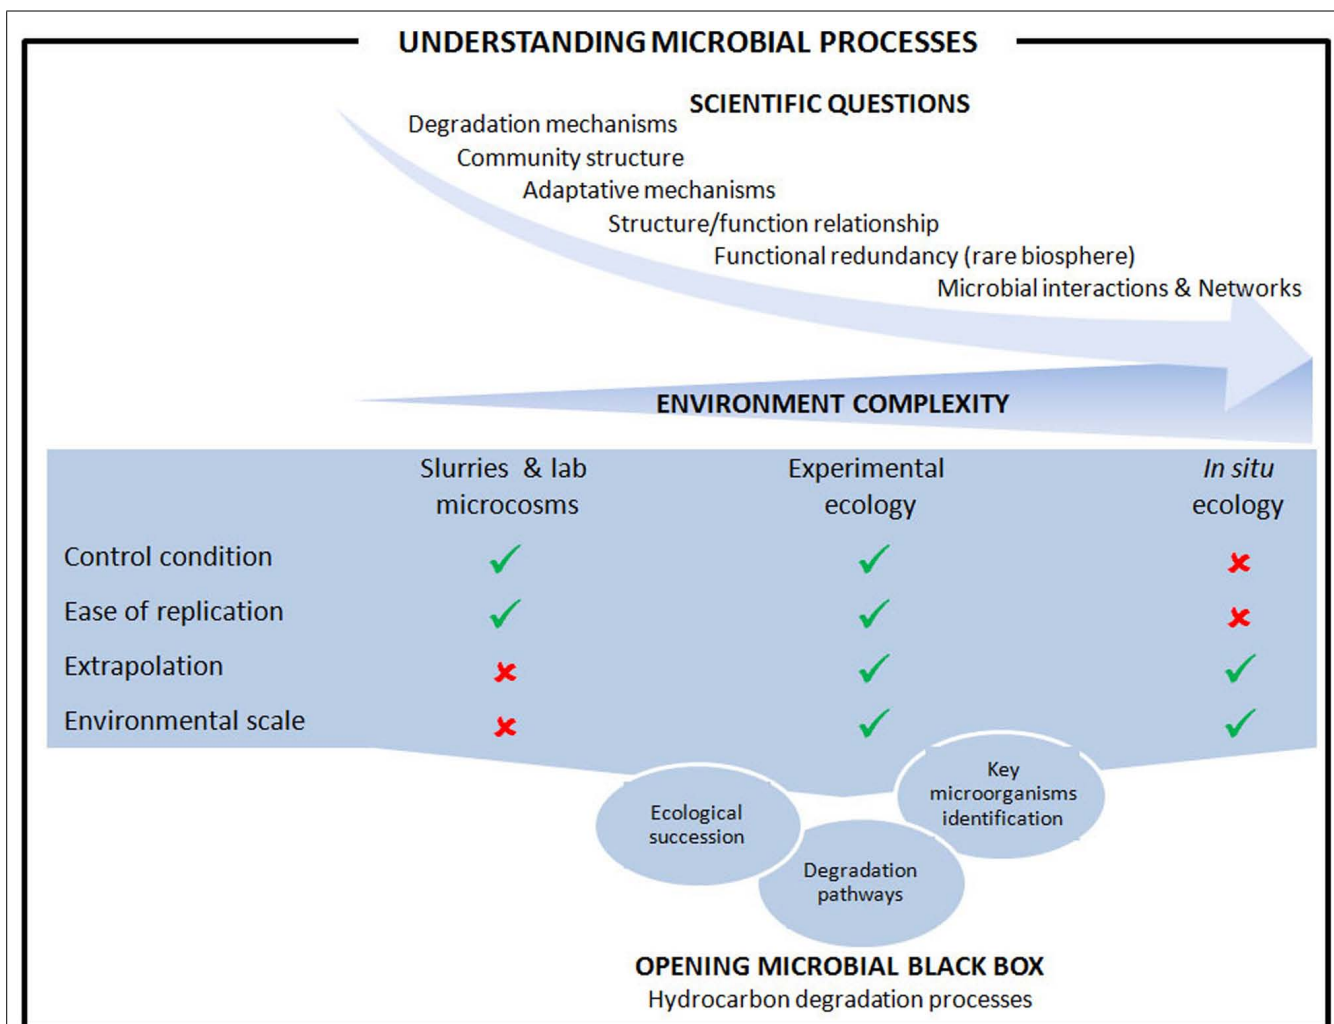 UNDERSTANDING MICROBIAL PROCESSES
SCIENTIFIC QUESTIONS
Degradation mechanisms
Community structure
Adaptative mechanisms
Structure/function relationship
Functional redundancy (rare biosphere)
Microbial interactions & Networks
ENVIRONMENT COMPLEXITY
Slurries & lab
microcosms
Experimental
ecology
In situ
ecology
Control condition
Ease of replication
Extrapolation
Environmental scale
Ecological
succession
Degradation
pathways
Key
microorganisms
identification
OPENING MICROBIAL BLACK BOX
Hydrocarbon degradation processes